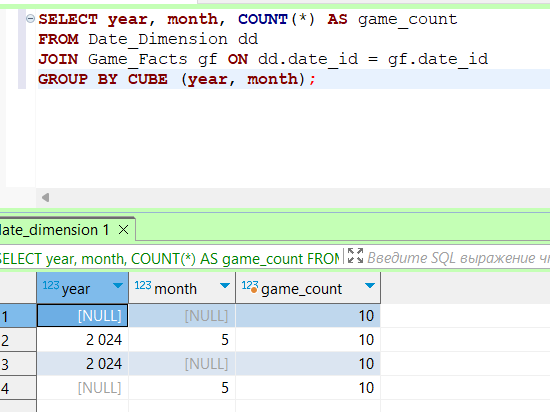 SELECT year, month, COUNT(*) AS game_count
FROM Date_Dimension dd
JOIN Game_Facts gf ON dd.date_id = gf.date_id
GROUP BY CUBE (year, month);
date_dimension 1
SELECT year, month, COUNT(*) AS game_count FROM Введите SQL выражение
123 year 123 month 123 game_count
1 [NULL] [NULL] 10
2 2 024 5 10
3 2 024 [NULL] 10
4 [NULL] 5 10